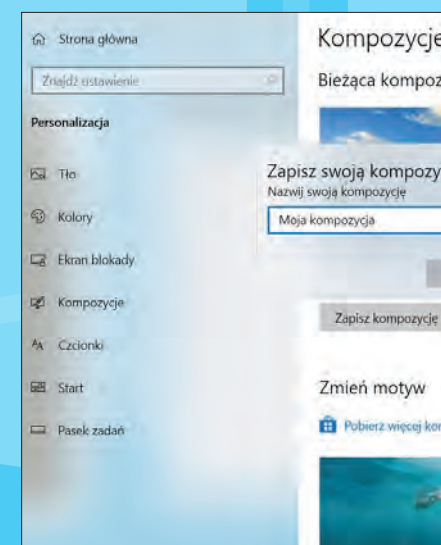 Strona główna
Znajdź ustawienie
Personalizacja
Tło
Kolory
Ekran blokady
Kompozycje
Czcionki
Start
Pasek zadań
Kompozycje
Bieżąca kompoz
Zapisz swoją kompozy
Nazwij swoją kompozycję
Moja kompozycja
Zapisz kompozycję
Zmień motyw
Pobierz więcej kom